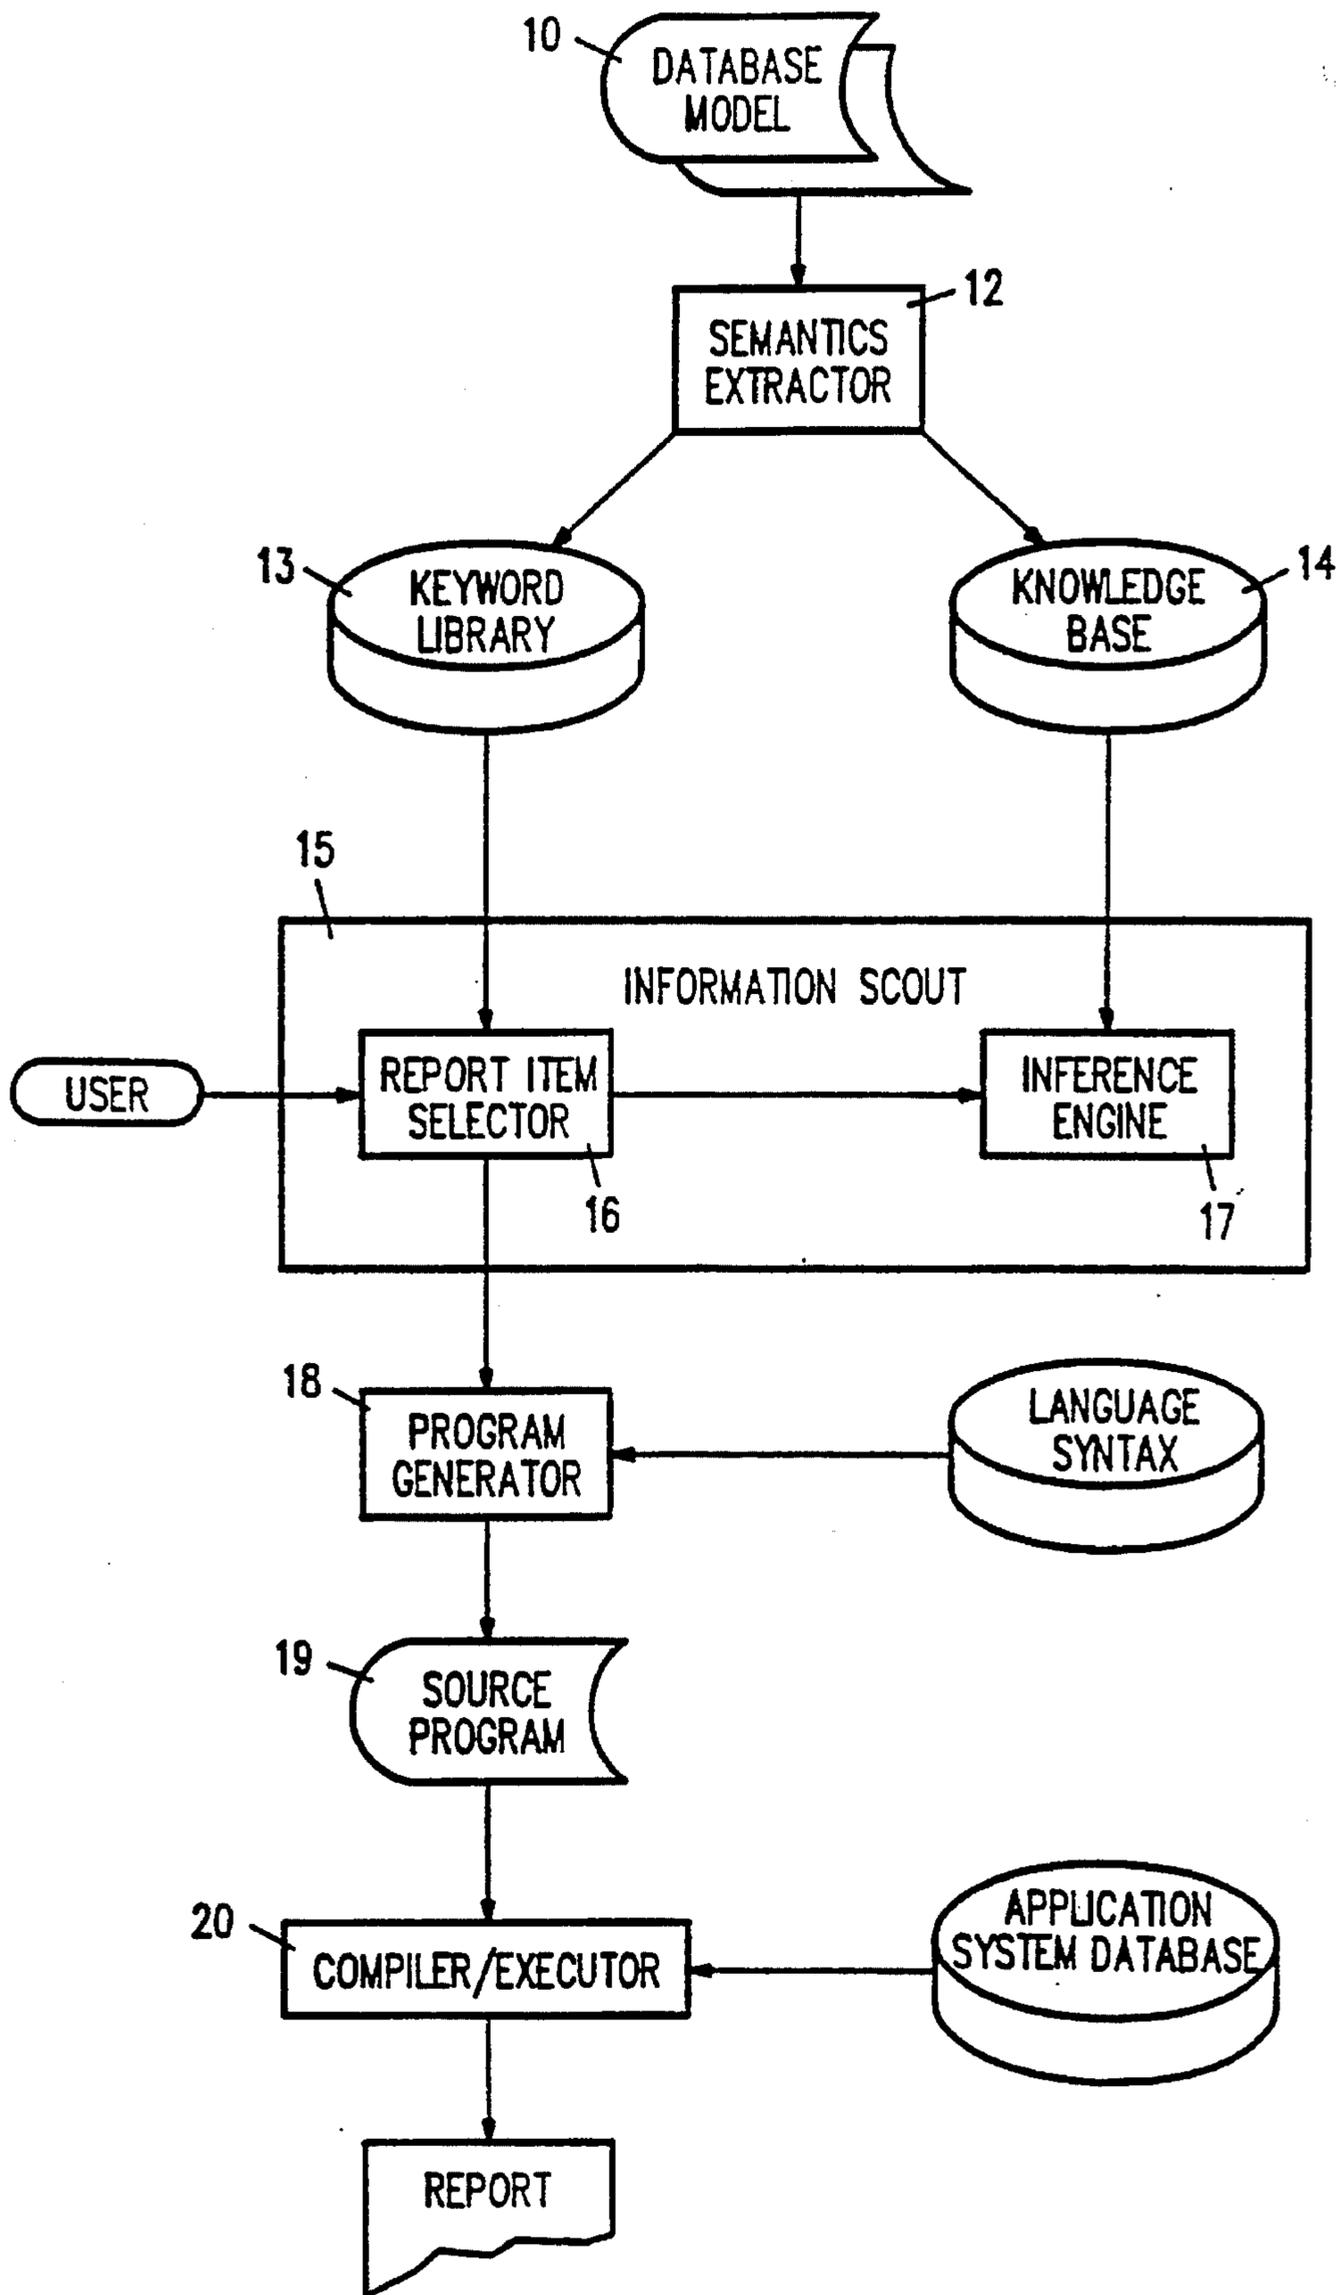 10
DATABASE
MODEL
12
SEMANTICS
EXTRACTOR
13
KEYWORD
LIBRARY
KNOWLEDGE
BASE
14
15
INFORMATION SCOUT
USER
REPORT ITEM
SELECTOR
16
INFERENCE
ENGINE
17
18
PROGRAM
GENERATOR
LANGUAGE
SYNTAX
19
SOURCE
PROGRAM
20
COMPILER/EXECUTOR
APPLICATION
SYSTEM DATABASE
REPORT